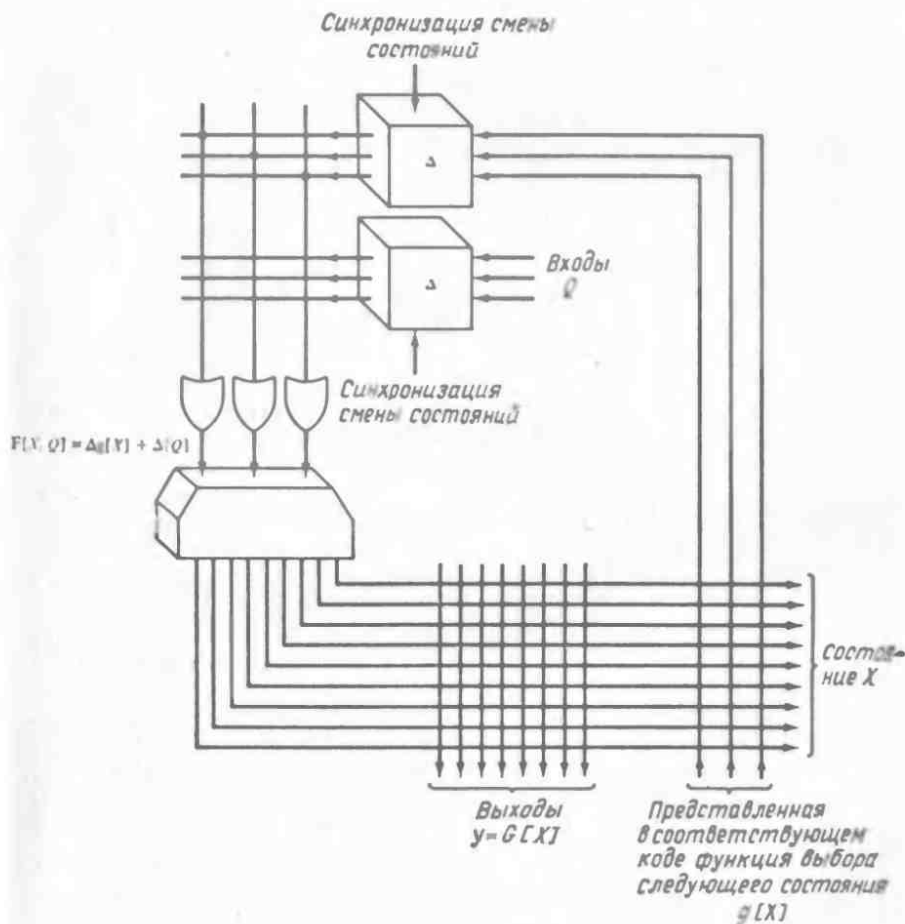 Синхронизация смены
состояний
Δ
Δ
Входы
Q
Синхронизация
смены состояний
F[X, Q] = Δg[X] + Δ[Q]
Состоя-
ние X
Выходы
y = G[X]
Представленная
в соответствующем
коде функция выбора
следующего состояния
g[X]